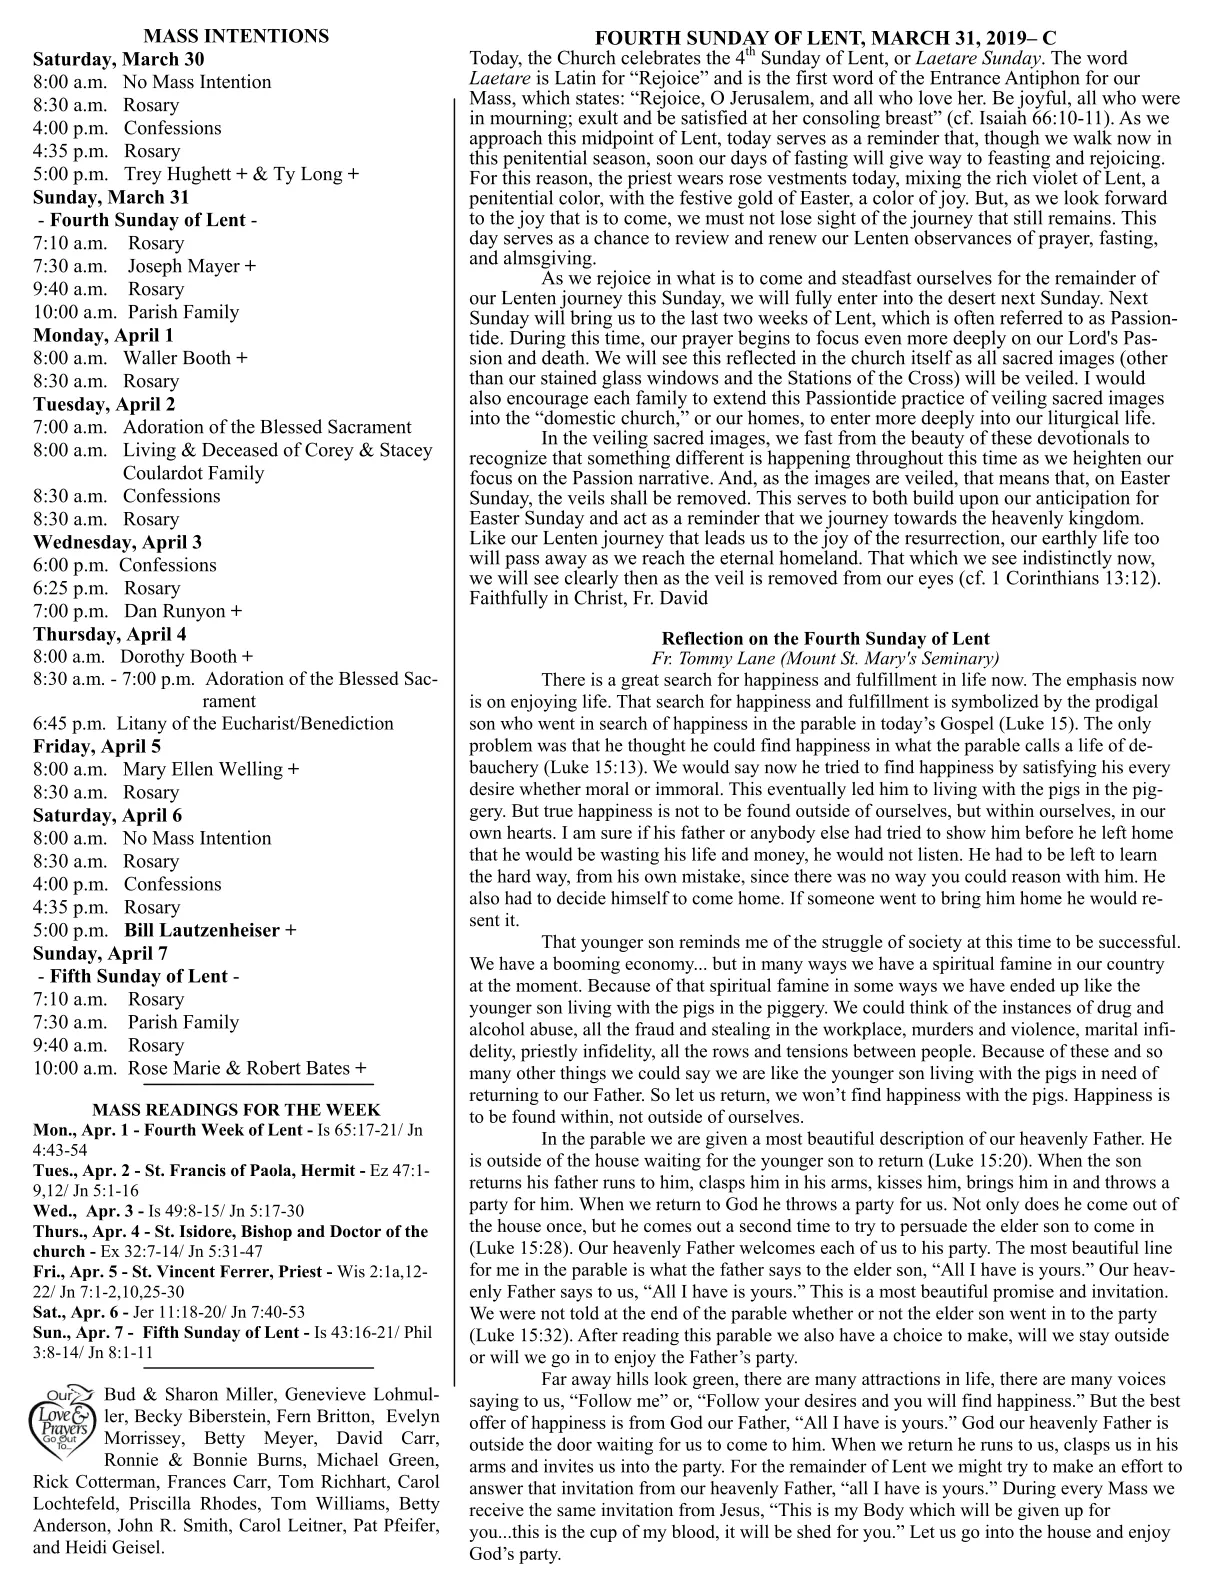 MASS INTENTIONS
Saturday, March 30
8:00 a.m. No Mass Intention
8:30 a.m. Rosary
4:00 p.m. Confessions
4:35 p.m. Rosary
5:00 p.m. Trey Hughett + & Ty Long +
Sunday, March 31
- Fourth Sunday of Lent -
7:10 a.m. Rosary
7:30 a.m. Joseph Mayer +
9:40 a.m. Rosary
10:00 a.m. Parish Family
Monday, April 1
8:00 a.m. Waller Booth +
8:30 a.m. Rosary
Tuesday, April 2
7:00 a.m. Adoration of the Blessed Sacrament
8:00 a.m. Living & Deceased of Corey & Stacey
Coulardot Family
8:30 a.m. Confessions
8:30 a.m. Rosary
Wednesday, April 3
6:00 p.m. Confessions
6:25 p.m. Rosary
7:00 p.m. Dan Runyon +
Thursday, April 4
8:00 a.m. Dorothy Booth +
8:30 a.m. - 7:00 p.m. Adoration of the Blessed Sac-
rament
6:45 p.m. Litany of the Eucharist/Benediction
Friday, April 5
8:00 a.m. Mary Ellen Welling +
8:30 a.m. Rosary
Saturday, April 6
8:00 a.m. No Mass Intention
8:30 a.m. Rosary
4:00 p.m. Confessions
4:35 p.m. Rosary
5:00 p.m. Bill Lautzenheiser +
Sunday, April 7
- Fifth Sunday of Lent -
7:10 a.m. Rosary
7:30 a.m. Parish Family
9:40 a.m. Rosary
10:00 a.m. Rose Marie & Robert Bates +
MASS READINGS FOR THE WEEK
Mon., Apr. 1 - Fourth Week of Lent - Is 65:17-21/ Jn
4:43-54
Tues., Apr. 2 - St. Francis of Paola, Hermit - Ez 47:1-
9,12/ Jn 5:1-16
Wed., Apr. 3 - Is 49:8-15/ Jn 5:17-30
Thurs., Apr. 4 - St. Isidore, Bishop and Doctor of the
church - Ex 32:7-14/ Jn 5:31-47
Fri., Apr. 5 - St. Vincent Ferrer, Priest - Wis 2:1a,12-
22/ Jn 7:1-2,10,25-30
Sat., Apr. 6 - Jer 11:18-20/ Jn 7:40-53
Sun., Apr. 7 - Fifth Sunday of Lent - Is 43:16-21/ Phil
3:8-14/ Jn 8:1-11
Our
Love &
Prayers
Go Out
To...
Bud & Sharon Miller, Genevieve Lohmul-
ler, Becky Biberstein, Fern Britton, Evelyn
Morrissey, Betty Meyer, David Carr,
Ronnie & Bonnie Burns, Michael Green,
Rick Cotterman, Frances Carr, Tom Richhart, Carol
Lochtefeld, Priscilla Rhodes, Tom Williams, Betty
Anderson, John R. Smith, Carol Leitner, Pat Pfeifer,
and Heidi Geisel.
FOURTH SUNDAY OF LENT, MARCH 31, 2019– C
Today, the Church celebrates the 4th Sunday of Lent, or Laetare Sunday. The word
Laetare is Latin for “Rejoice” and is the first word of the Entrance Antiphon for our
Mass, which states: “Rejoice, O Jerusalem, and all who love her. Be joyful, all who were
in mourning; exult and be satisfied at her consoling breast” (cf. Isaiah 66:10-11). As we
approach this midpoint of Lent, today serves as a reminder that, though we walk now in
this penitential season, soon our days of fasting will give way to feasting and rejoicing.
For this reason, the priest wears rose vestments today, mixing the rich violet of Lent, a
penitential color, with the festive gold of Easter, a color of joy. But, as we look forward
to the joy that is to come, we must not lose sight of the journey that still remains. This
day serves as a chance to review and renew our Lenten observances of prayer, fasting,
and almsgiving.
As we rejoice in what is to come and steadfast ourselves for the remainder of
our Lenten journey this Sunday, we will fully enter into the desert next Sunday. Next
Sunday will bring us to the last two weeks of Lent, which is often referred to as Passion-
tide. During this time, our prayer begins to focus even more deeply on our Lord's Pas-
sion and death. We will see this reflected in the church itself as all sacred images (other
than our stained glass windows and the Stations of the Cross) will be veiled. I would
also encourage each family to extend this Passiontide practice of veiling sacred images
into the “domestic church,” or our homes, to enter more deeply into our liturgical life.
In the veiling sacred images, we fast from the beauty of these devotionals to
recognize that something different is happening throughout this time as we heighten our
focus on the Passion narrative. And, as the images are veiled, that means that, on Easter
Sunday, the veils shall be removed. This serves to both build upon our anticipation for
Easter Sunday and act as a reminder that we journey towards the heavenly kingdom.
Like our Lenten journey that leads us to the joy of the resurrection, our earthly life too
will pass away as we reach the eternal homeland. That which we see indistinctly now,
we will see clearly then as the veil is removed from our eyes (cf. 1 Corinthians 13:12).
Faithfully in Christ, Fr. David
Reflection on the Fourth Sunday of Lent
Fr. Tommy Lane (Mount St. Mary's Seminary)
There is a great search for happiness and fulfillment in life now. The emphasis now
is on enjoying life. That search for happiness and fulfillment is symbolized by the prodigal
son who went in search of happiness in the parable in today’s Gospel (Luke 15). The only
problem was that he thought he could find happiness in what the parable calls a life of de-
bauchery (Luke 15:13). We would say now he tried to find happiness by satisfying his every
desire whether moral or immoral. This eventually led him to living with the pigs in the pig-
gery. But true happiness is not to be found outside of ourselves, but within ourselves, in our
own hearts. I am sure if his father or anybody else had tried to show him before he left home
that he would be wasting his life and money, he would not listen. He had to be left to learn
the hard way, from his own mistake, since there was no way you could reason with him. He
also had to decide himself to come home. If someone went to bring him home he would re-
sent it.
That younger son reminds me of the struggle of society at this time to be successful.
We have a booming economy... but in many ways we have a spiritual famine in our country
at the moment. Because of that spiritual famine in some ways we have ended up like the
younger son living with the pigs in the piggery. We could think of the instances of drug and
alcohol abuse, all the fraud and stealing in the workplace, murders and violence, marital infi-
delity, priestly infidelity, all the rows and tensions between people. Because of these and so
many other things we could say we are like the younger son living with the pigs in need of
returning to our Father. So let us return, we won’t find happiness with the pigs. Happiness is
to be found within, not outside of ourselves.
In the parable we are given a most beautiful description of our heavenly Father. He
is outside of the house waiting for the younger son to return (Luke 15:20). When the son
returns his father runs to him, clasps him in his arms, kisses him, brings him in and throws a
party for him. When we return to God he throws a party for us. Not only does he come out of
the house once, but he comes out a second time to try to persuade the elder son to come in
(Luke 15:28). Our heavenly Father welcomes each of us to his party. The most beautiful line
for me in the parable is what the father says to the elder son, “All I have is yours.” Our heav-
enly Father says to us, “All I have is yours.” This is a most beautiful promise and invitation.
We were not told at the end of the parable whether or not the elder son went in to the party
(Luke 15:32). After reading this parable we also have a choice to make, will we stay outside
or will we go in to enjoy the Father’s party.
Far away hills look green, there are many attractions in life, there are many voices
saying to us, “Follow me” or, “Follow your desires and you will find happiness.” But the best
offer of happiness is from God our Father, “All I have is yours.” God our heavenly Father is
outside the door waiting for us to come to him. When we return he runs to us, clasps us in his
arms and invites us into the party. For the remainder of Lent we might try to make an effort to
answer that invitation from our heavenly Father, “all I have is yours.” During every Mass we
receive the same invitation from Jesus, “This is my Body which will be given up for
you...this is the cup of my blood, it will be shed for you.” Let us go into the house and enjoy
God’s party.